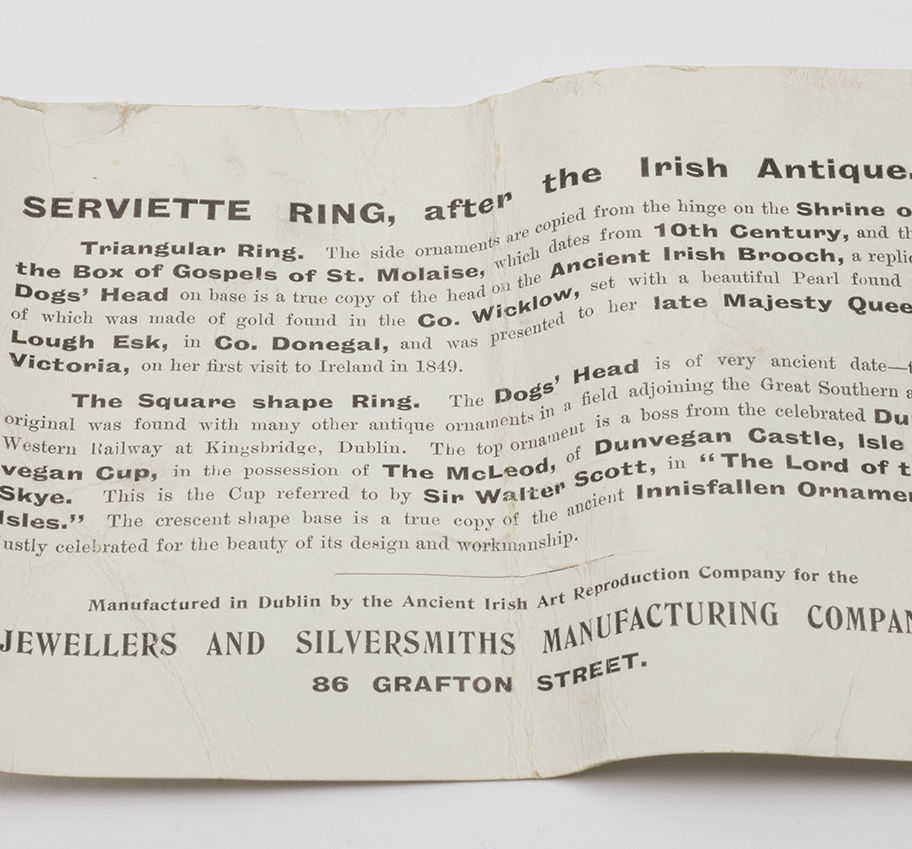 SERVIETTE RING, after the Irish Antique.
Triangular Ring. The side ornaments are copied from the hinge on the Shrine o
the Box of Gospels of St. Molaise, which dates from 10th Century, and th
Dogs' Head on base is a true copy of the head on the Ancient Irish Brooch, a replic
of which was made of gold found in the Co. Wicklow, set with a beautiful Pearl found
Lough Esk, in Co. Donegal, and was presented to her late Majesty Quee
Victoria, on her first visit to Ireland in 1849.
The Square shape Ring. The Dogs' Head is of very ancient date—t
original was found with many other antique ornaments in a field adjoining the Great Southern a
Western Railway at Kingsbridge, Dublin. The top ornament is a boss from the celebrated Du
vegan Cup, in the possession of The McLeod, of Dunvegan Castle, Isle
Skye. This is the Cup referred to by Sir Walter Scott, in "The Lord of t
Isles." The crescent shape base is a true copy of the ancient Innisfallen Orname
ustly celebrated for the beauty of its design and workmanship.
Manufactured in Dublin by the Ancient Irish Art Reproduction Company for the
JEWELLERS AND SILVERSMITHS MANUFACTURING COMPAN
86 GRAFTON STREET.